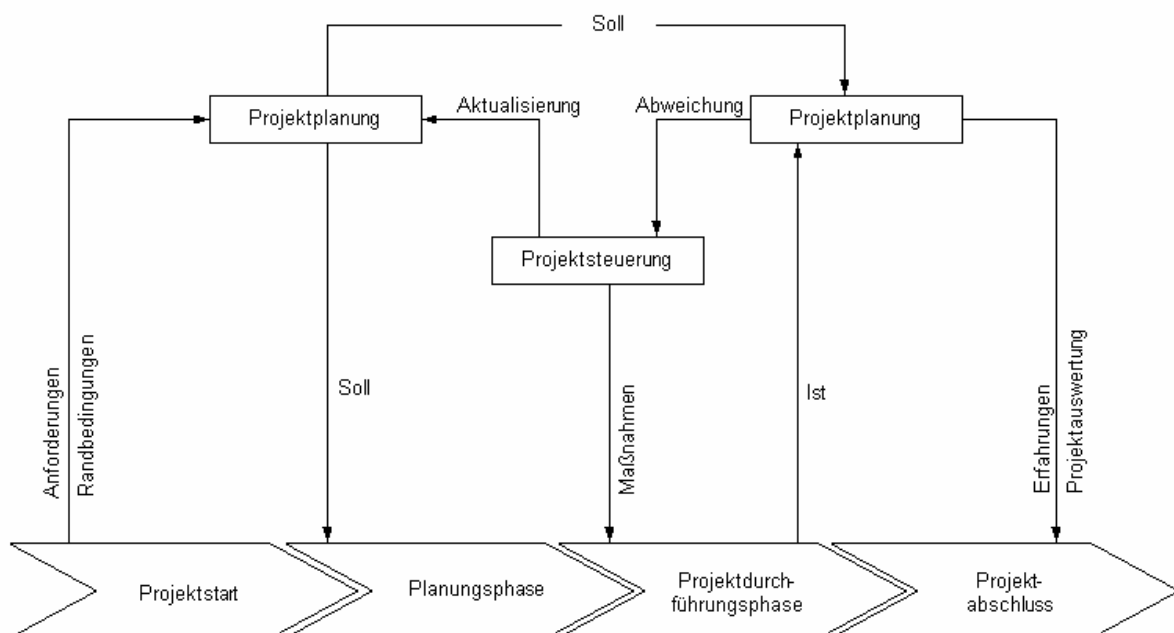 Soll
Projektplanung
Aktualisierung
Abweichung
Projektplanung
Projektsteuerung
Anforderungen
Randbedingungen
Soll
Maßnahmen
Ist
Erfahrungen
Projektauswertung
Projektstart
Planungsphase
Projektdurch-
führungsphase
Projekt-
abschluss